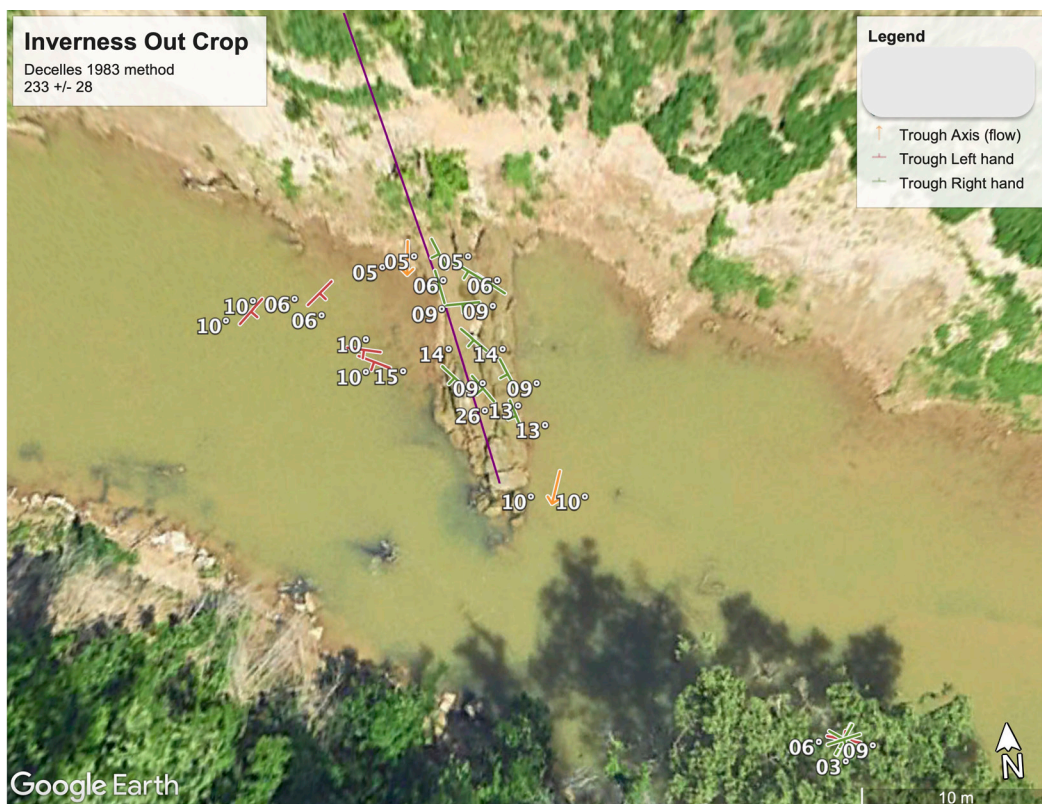 Inverness Out Crop
Decelles 1983 method
233 +/- 28
Legend
Trough Axis (flow)
Trough Left hand
Trough Right hand
05° 05° 05°
06° 06°
10° 06°
10° 06°
09° 09°
10° 14° 14°
10° 15° 09° 09°
26° 13°
13°
10° 10°
06° 09°
03°
Google Earth
N
10 m